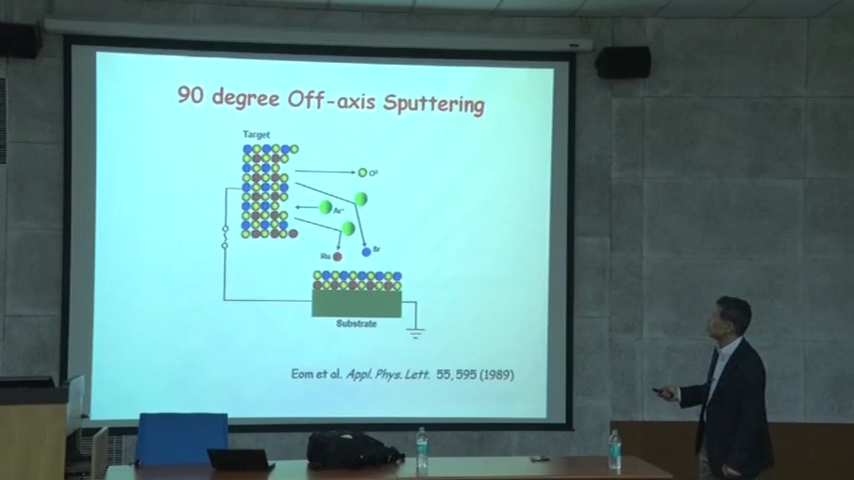 90 degree Off-axis Sputtering
Target
O²⁻
Ar⁺
Sr
Ru
Substrate
Eom et al. Appl. Phys. Lett. 55, 595 (1989)